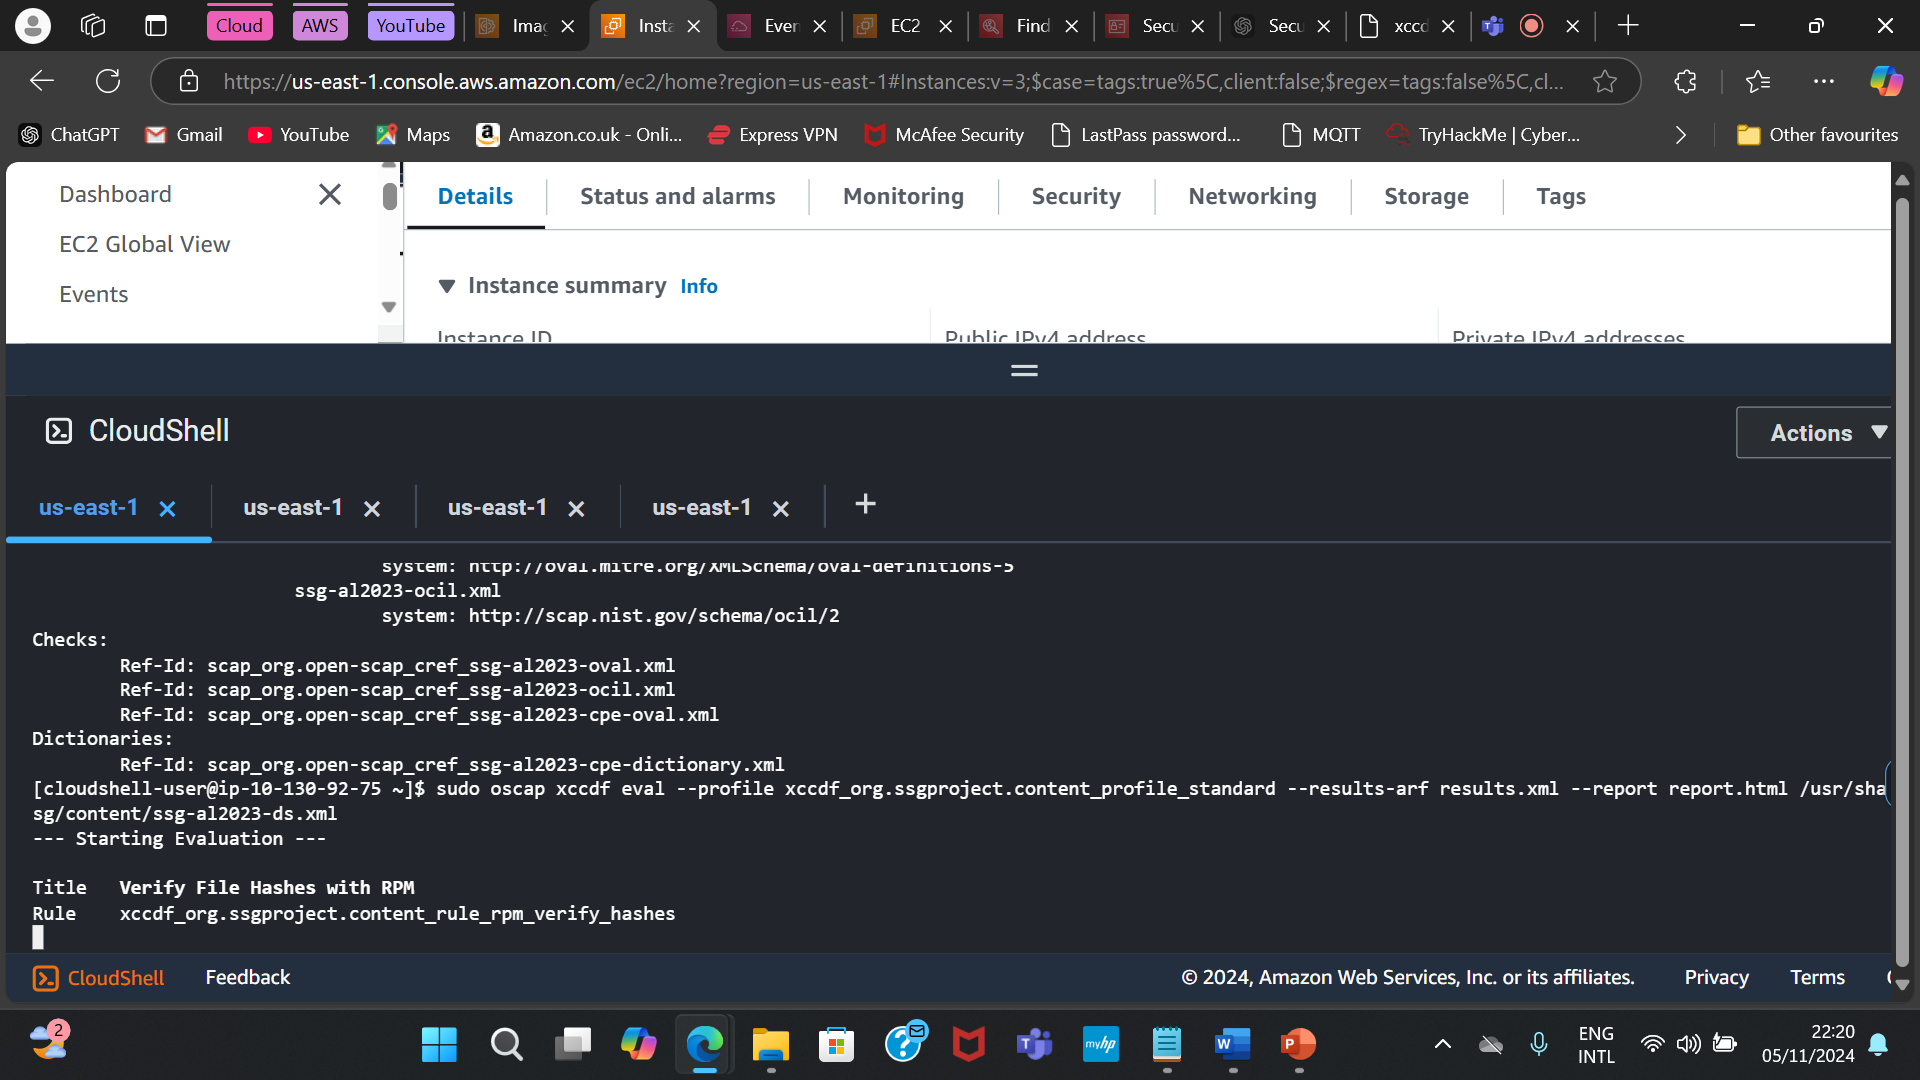 Cloud
AWS
YouTube
Insta
EC2
Find
https://us-east-1.console.aws.amazon.com/ec2/home?region=us-east-1#Instances:v=3;$case=tags:true%5C,client:false;$regex=tags:false%5C,cl...
ChatGPT
Gmail
YouTube
Maps
Amazon.co.uk - Onli...
Express VPN
McAfee Security
LastPass password...
MQTT
TryHackMe | Cyber...
Other favourites
Dashboard
EC2 Global View
Events
Details
Status and alarms
Monitoring
Security
Networking
Storage
Tags
Instance summary Info
Instance ID
Public IPv4 address
Private IPv4 addresses
CloudShell
Actions
us-east-1
us-east-1
us-east-1
us-east-1
system: http://oval.mitre.org/XMLSchema/oval-definitions-5
ssg-al2023-ocil.xml
system: http://scap.nist.gov/schema/ocil/2
Checks:
Ref-Id: scap_org.open-scap_cref_ssg-al2023-oval.xml
Ref-Id: scap_org.open-scap_cref_ssg-al2023-ocil.xml
Ref-Id: scap_org.open-scap_cref_ssg-al2023-cpe-oval.xml
Dictionaries:
Ref-Id: scap_org.open-scap_cref_ssg-al2023-cpe-dictionary.xml
[cloudshell-user@ip-10-130-92-75 ~]$ sudo oscap xccdf eval --profile xccdf_org.ssgproject.content_profile_standard --results-arf results.xml --report report.html /usr/sha
sg/content/ssg-al2023-ds.xml
--- Starting Evaluation ---
Title Verify File Hashes with RPM
Rule xccdf_org.ssgproject.content_rule_rpm_verify_hashes
CloudShell
Feedback
© 2024, Amazon Web Services, Inc. or its affiliates.
Privacy
Terms
2
myhp
ENG
INTL
22:20
05/11/2024